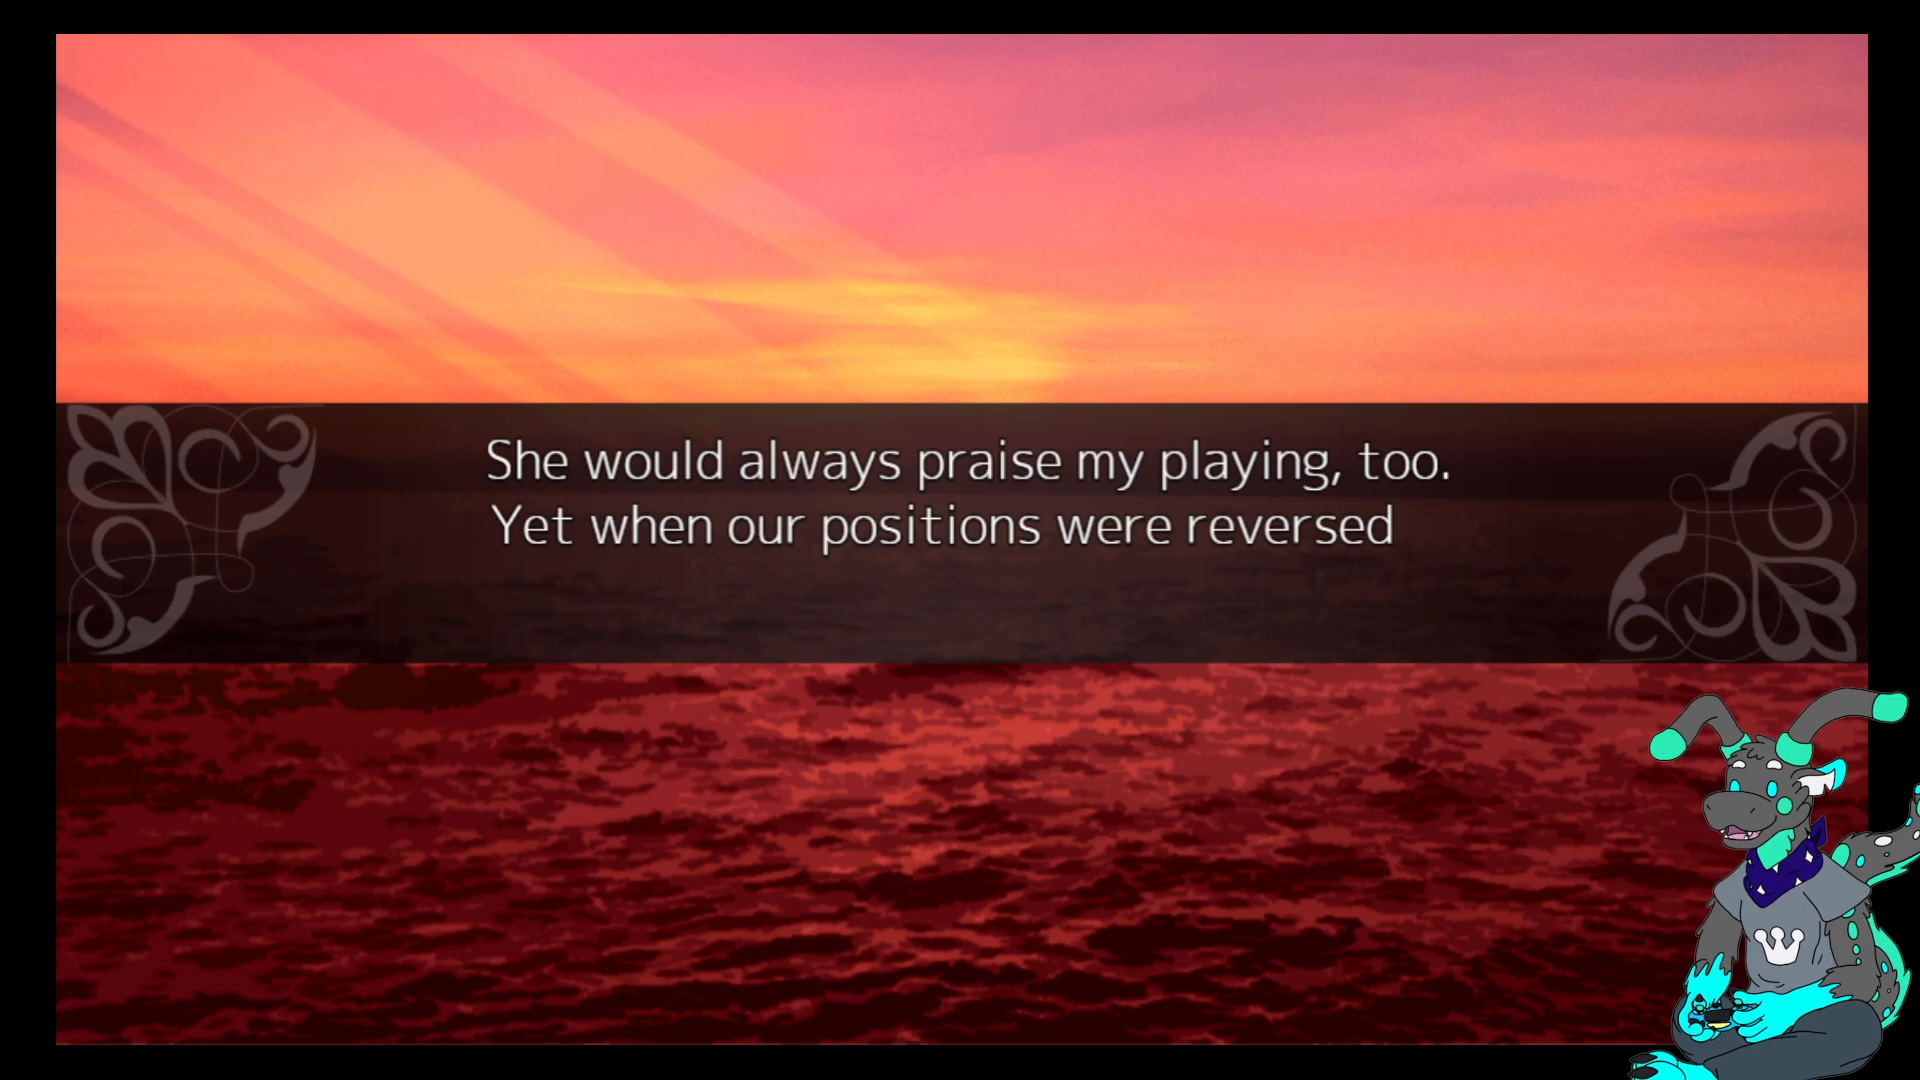 She would always praise my playing, too.
Yet when our positions were reversed